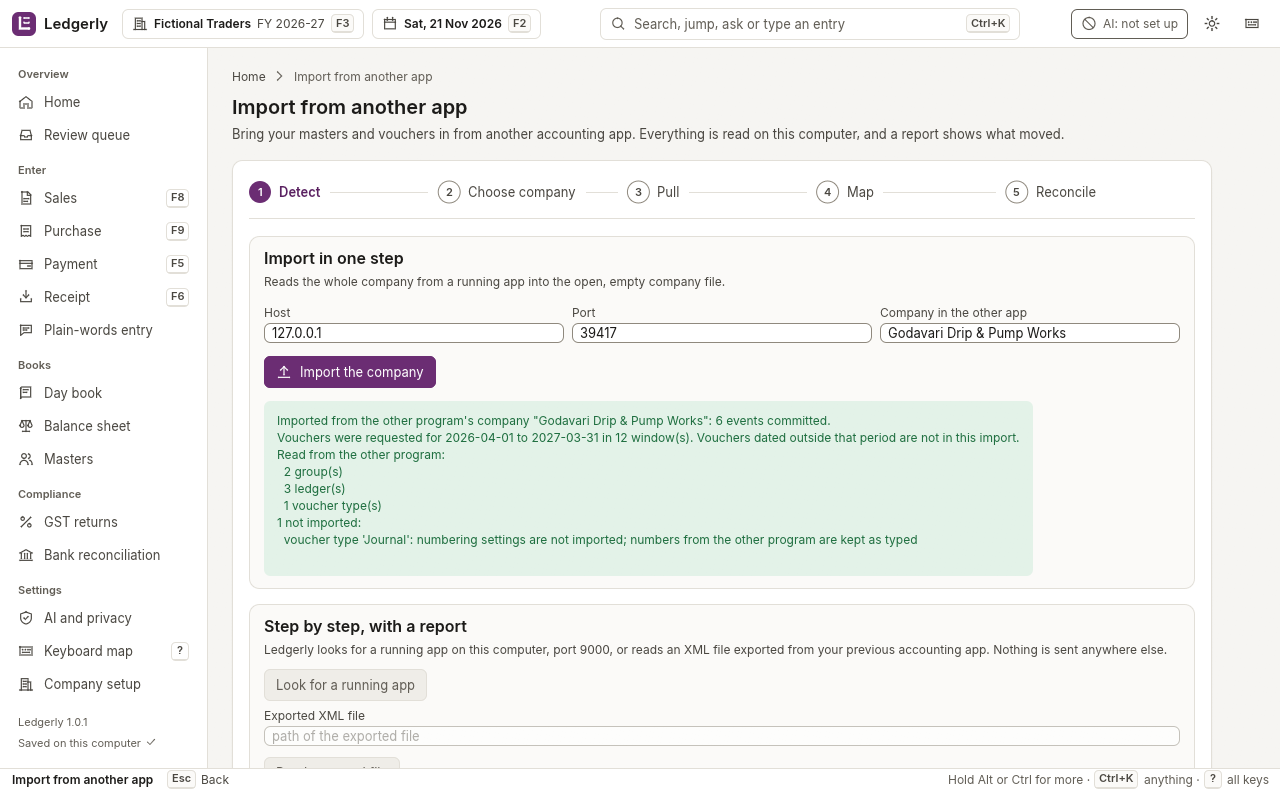 Ledgerly
Fictional Traders FY 2026-27 F3
Sat, 21 Nov 2026 F2
Search, jump, ask or type an entry Ctrl+K
AI: not set up
Overview
Home
Review queue
Enter
Sales F8
Purchase F9
Payment F5
Receipt F6
Plain-words entry
Books
Day book
Balance sheet
Masters
Compliance
GST returns
Bank reconciliation
Settings
AI and privacy
Keyboard map ?
Company setup
Ledgerly 1.0.1
Saved on this computer
Home Import from another app
Import from another app
Bring your masters and vouchers in from another accounting app. Everything is read on this computer, and a report shows what moved.
1 Detect 2 Choose company 3 Pull 4 Map 5 Reconcile
Import in one step
Reads the whole company from a running app into the open, empty company file.
Host Port Company in the other app
127.0.0.1 39417 Godavari Drip & Pump Works
Import the company
Imported from the other program's company "Godavari Drip & Pump Works": 6 events committed.
Vouchers were requested for 2026-04-01 to 2027-03-31 in 12 window(s). Vouchers dated outside that period are not in this import.
Read from the other program:
2 group(s)
3 ledger(s)
1 voucher type(s)
1 not imported:
voucher type 'Journal': numbering settings are not imported; numbers from the other program are kept as typed
Step by step, with a report
Ledgerly looks for a running app on this computer, port 9000, or reads an XML file exported from your previous accounting app. Nothing is sent anywhere else.
Look for a running app
Exported XML file
path of the exported file
Import from another app Esc Back
Hold Alt or Ctrl for more · Ctrl+K anything · ? all keys